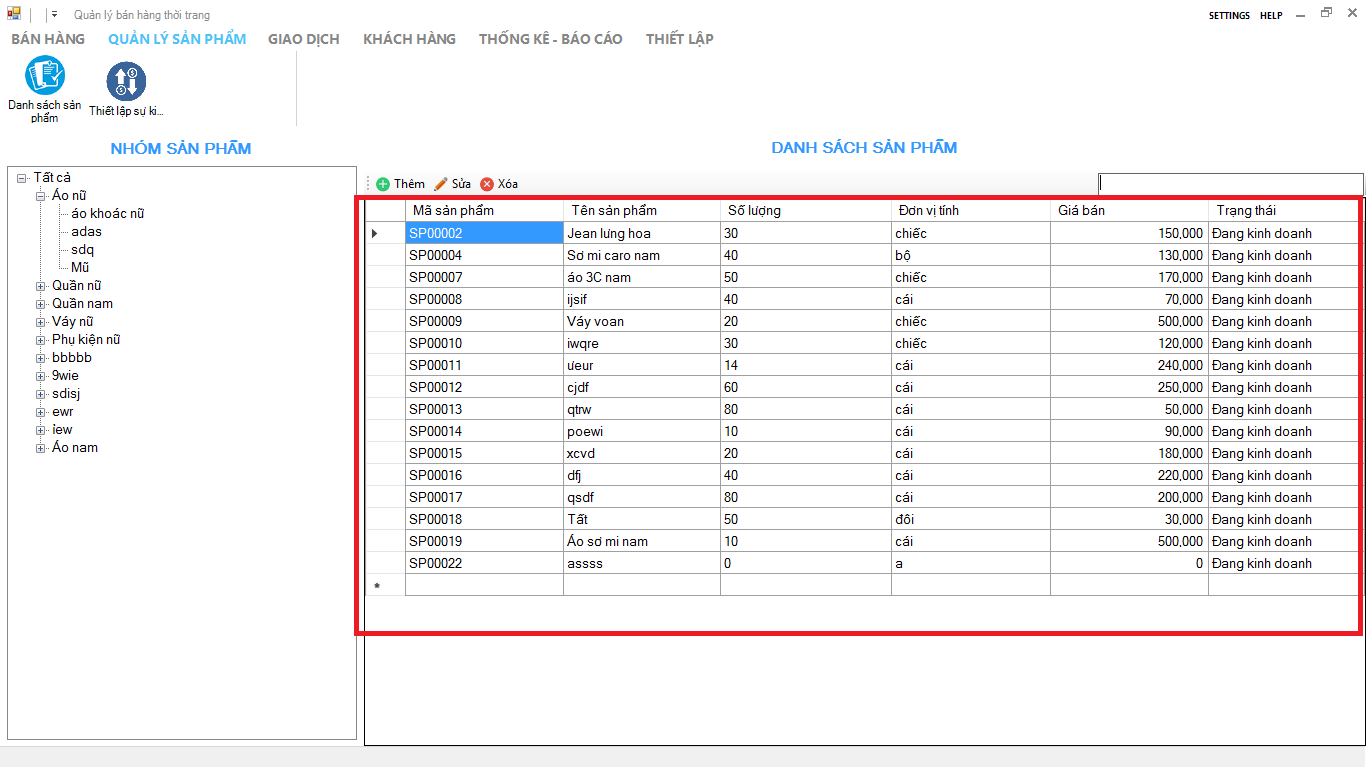 Quản lý bán hàng thời trang
SETTINGS HELP
BÁN HÀNG QUẢN LÝ SẢN PHẨM GIAO DỊCH KHÁCH HÀNG THỐNG KÊ - BÁO CÁO THIẾT LẬP
Danh sách sản
phẩm
Thiết lập sự ki...
NHÓM SẢN PHẨM
Tất cả
Áo nữ
áo khoác nữ
adas
sdq
Mũ
Quần nữ
Quần nam
Váy nữ
Phụ kiện nữ
bbbbb
9wie
sdisj
ewr
iew
Áo nam
DANH SÁCH SẢN PHẨM
Thêm Sửa Xóa
Mã sản phẩm Tên sản phẩm Số lượng Đơn vị tính Giá bán Trạng thái
SP00002 Jean lưng hoa 30 chiếc 150,000 Đang kinh doanh
SP00004 Sơ mi caro nam 40 bộ 130,000 Đang kinh doanh
SP00007 áo 3C nam 50 chiếc 170,000 Đang kinh doanh
SP00008 ijsif 40 cái 70,000 Đang kinh doanh
SP00009 Váy voan 20 chiếc 500,000 Đang kinh doanh
SP00010 iwqre 30 chiếc 120,000 Đang kinh doanh
SP00011 ưeur 14 cái 240,000 Đang kinh doanh
SP00012 cjdf 60 cái 250,000 Đang kinh doanh
SP00013 qtrw 80 cái 50,000 Đang kinh doanh
SP00014 poewi 10 cái 90,000 Đang kinh doanh
SP00015 xcvd 20 cái 180,000 Đang kinh doanh
SP00016 dfj 40 cái 220,000 Đang kinh doanh
SP00017 qsdf 80 cái 200,000 Đang kinh doanh
SP00018 Tất 50 đôi 30,000 Đang kinh doanh
SP00019 Áo sơ mi nam 10 cái 500,000 Đang kinh doanh
SP00022 assss 0 a 0 Đang kinh doanh